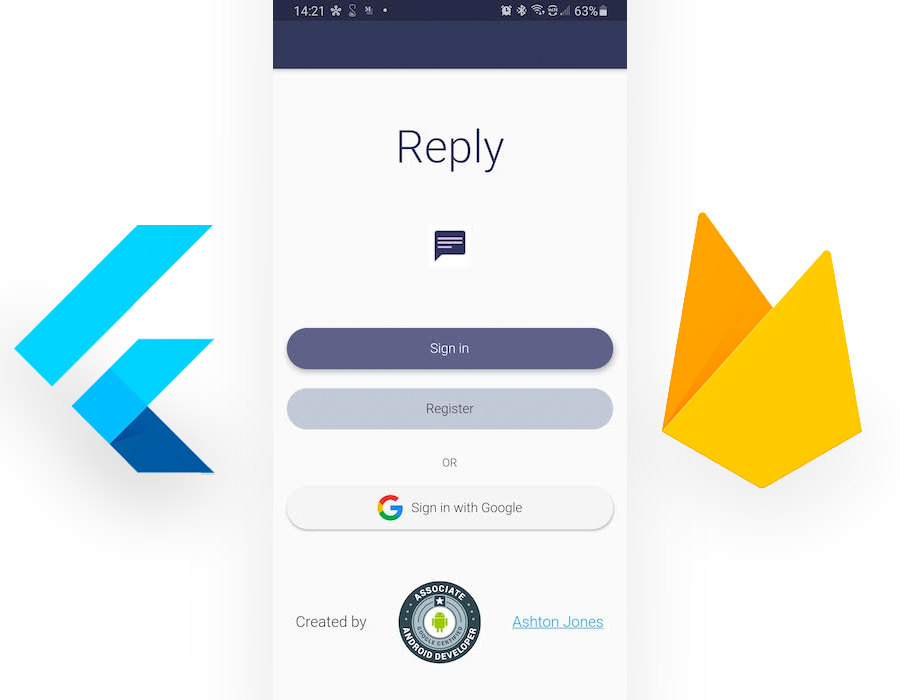 14:21
63%
Reply
Sign in
Register
OR
Sign in with Google
Created by
ASSOCIATE
GOOGLE CERTIFIED
ANDROID DEVELOPER
Ashton Jones